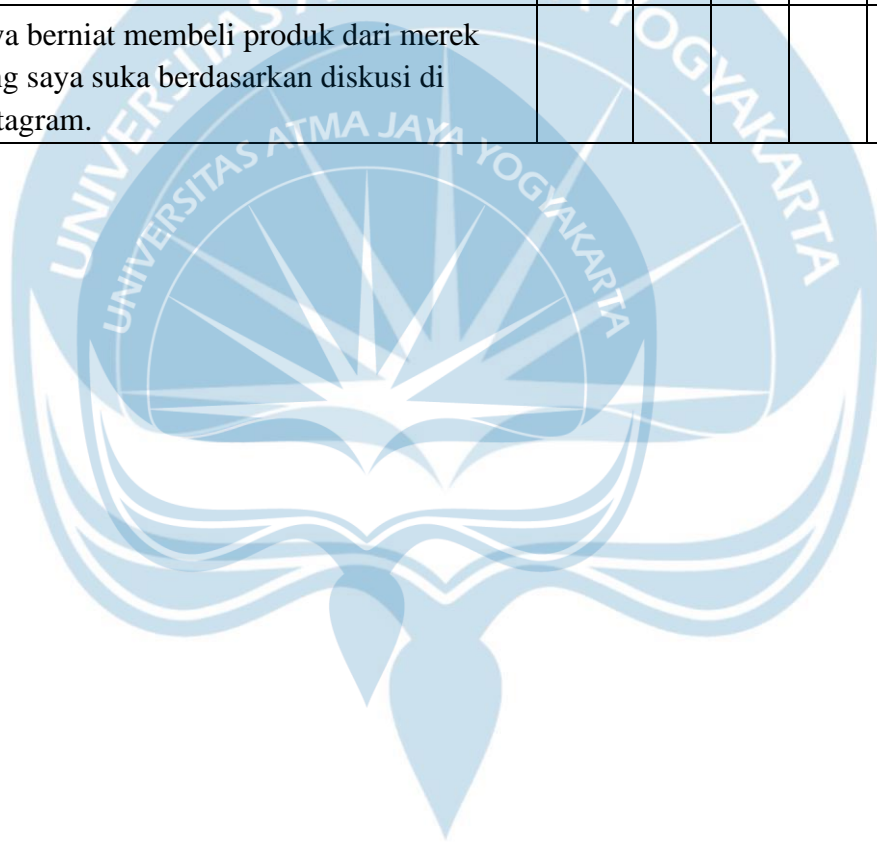 ya berniat membeli produk dari merek
ng saya suka berdasarkan diskusi di
tagram.
UNIVERSITAS ATMA JAYA YOGYAKARTA